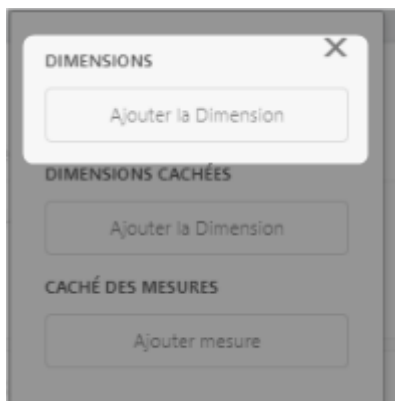 DIMENSIONS
Ajouter la Dimension
DIMENSIONS CACHÉES
Ajouter la Dimension
CACHÉ DES MESURES
Ajouter mesure